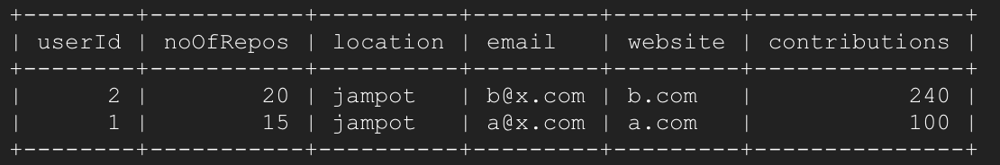 +--------+------------+----------+---------+---------+---------------+
| userId | noOfRepos | location | email | website | contributions |
+--------+------------+----------+---------+---------+---------------+
| 2 | 20 | jampot | b@x.com | b.com | 240 |
| 1 | 15 | jampot | a@x.com | a.com | 100 |
+--------+------------+----------+---------+---------+---------------+